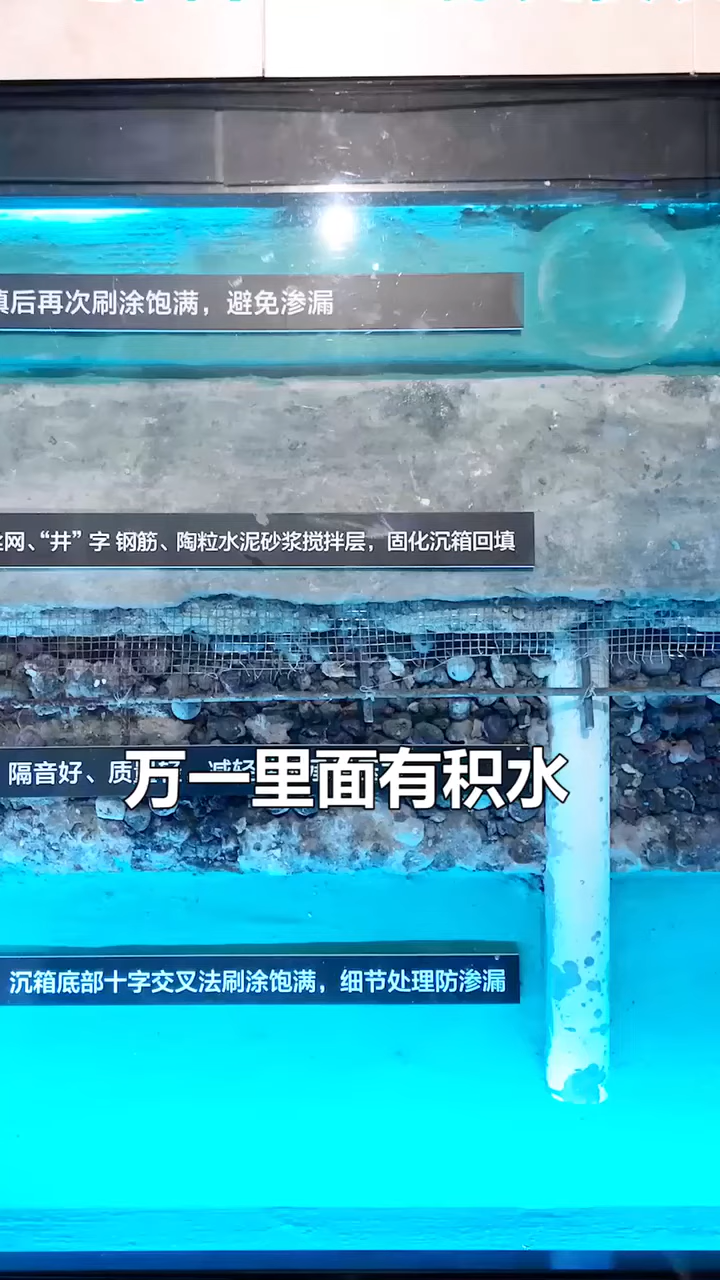 后再次刷涂饱满，避免渗漏
网、“井”字 钢筋、陶粒水泥砂浆搅拌层，固化沉箱回填
隔音好、质
万一里面有积水
沉箱底部十字交叉法刷涂饱满，细节处理防渗漏